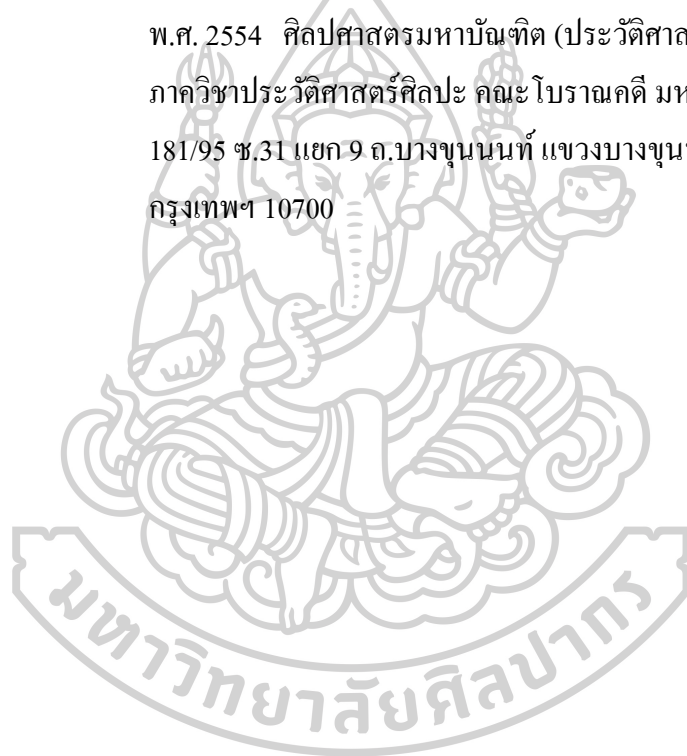 พ.ศ. 2554 ศิลปศาสตรมหาบัณฑิต (ประวัติศาส
ภาควิชาประวัติศาสตร์ศิลปะ คณะโบราณคดี มห
181/95 ซ.31 แยก 9 ถ.บางขุนนนท์ แขวงบางขุน
กรุงเทพฯ 10700
มหาวิทยาลัยศิลปากร